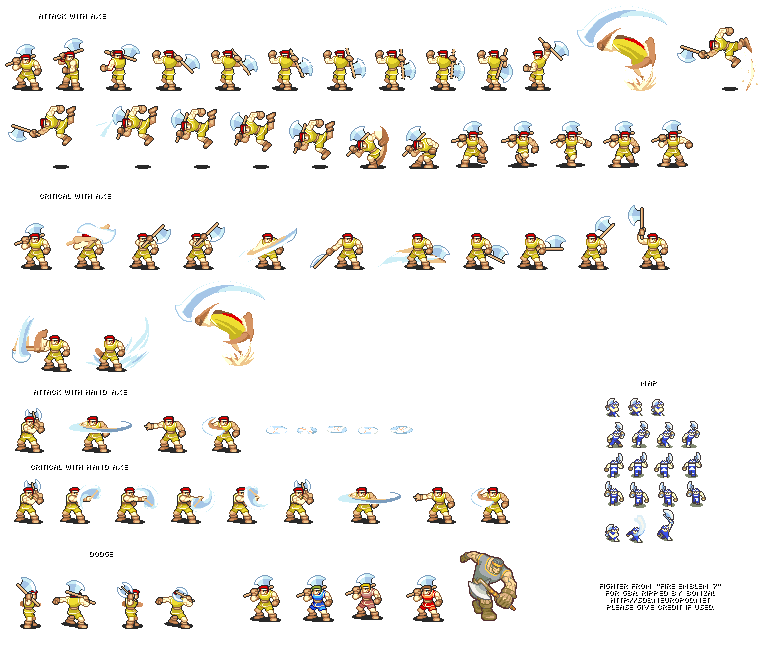 ATTACK WITH AXE
CRITICAL WITH AXE
ATTACK WITH HAND AXE
MAP
CRITICAL WITH HAND AXE
DODGE
FIGHTER FROM "FIRE EMBLEM 7"
FOR GBA RIPPED BY BONZAI
PLEASE GIVE CREDIT IF USED.